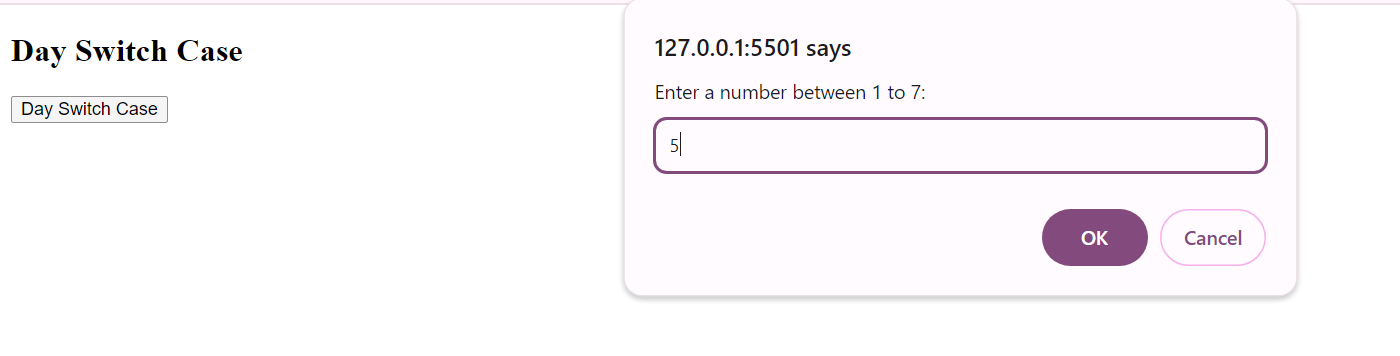 Day Switch Case
Day Switch Case
127.0.0.1:5501 says
Enter a number between 1 to 7:
5
OK
Cancel